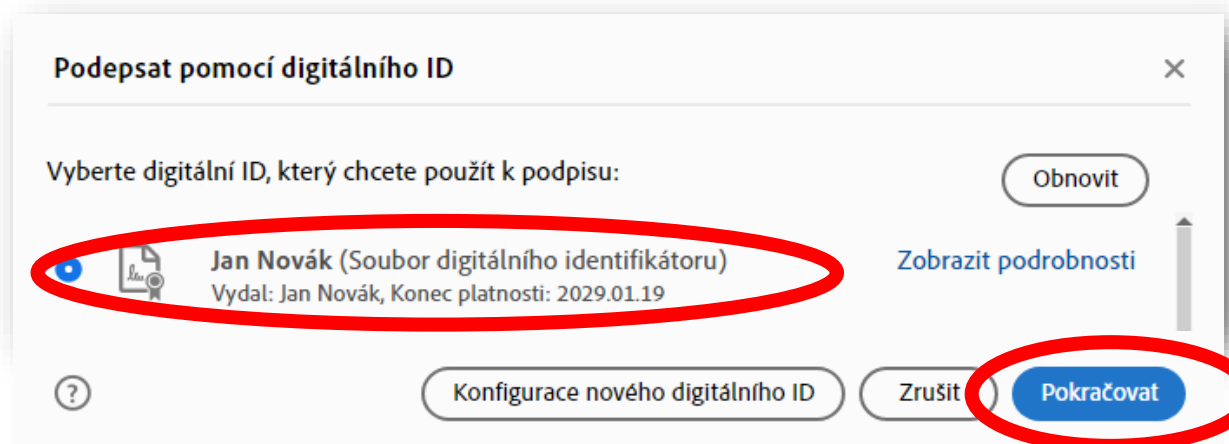 Podepsat pomocí digitálního ID
Vyberte digitální ID, který chcete použít k podpisu:
Obnovit
Jan Novák (Soubor digitálního identifikátoru)
Zobrazit podrobnosti
Vydal: Jan Novák, Konec platnosti: 2029.01.19
?
Konfigurace nového digitálního ID
Zrušit
Pokračovat